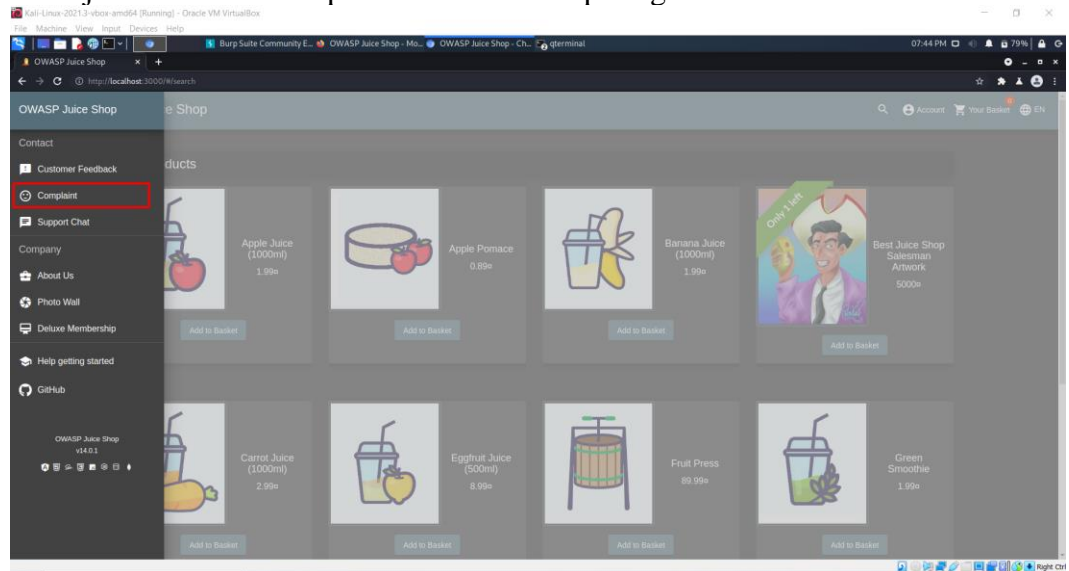 Kali-Linux-2021.3-vbox-amd64 [Running] - Oracle VM VirtualBox
File Machine View Input Devices Help
Burp Suite Community E... OWASP Juice Shop - Mo... OWASP Juice Shop - Ch... qterminal 07:44 PM 79%
OWASP Juice Shop
http://localhost:3000/#/search
OWASP Juice Shop
e Shop
Account Your Basket EN
Contact
Customer Feedback
Complaint
Support Chat
Company
About Us
Photo Wall
Deluxe Membership
Help getting started
GitHub
OWASP Juice Shop
v14.0.1
ducts
Apple Juice
(1000ml)
1.99¤
Add to Basket
Apple Pomace
0.89¤
Add to Basket
Banana Juice
(1000ml)
1.99¤
Add to Basket
Only 1 left
Best Juice Shop
Salesman
Artwork
5000¤
Add to Basket
Carrot Juice
(1000ml)
2.99¤
Add to Basket
Eggfruit Juice
(500ml)
8.99¤
Add to Basket
Fruit Press
89.99¤
Add to Basket
Green
Smoothie
1.99¤
Add to Basket
Right Ctrl